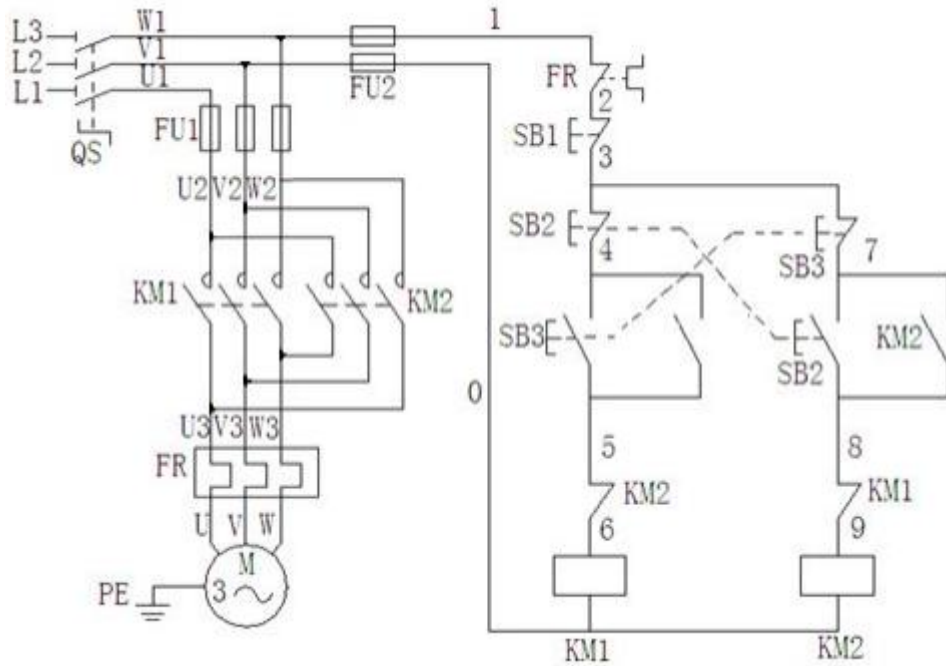 L3 W1 1
L2 V1
L1 U1 FU2 FR
2
QS FU1 SB1
3
U2 V2 W2
SB2 4 7
SB3
KM1 KM2
SB3 SB2 KM2
0
U3 V3 W3 5 8
FR KM2 KM1
6 9
U V W
M
PE 3
KM1 KM2